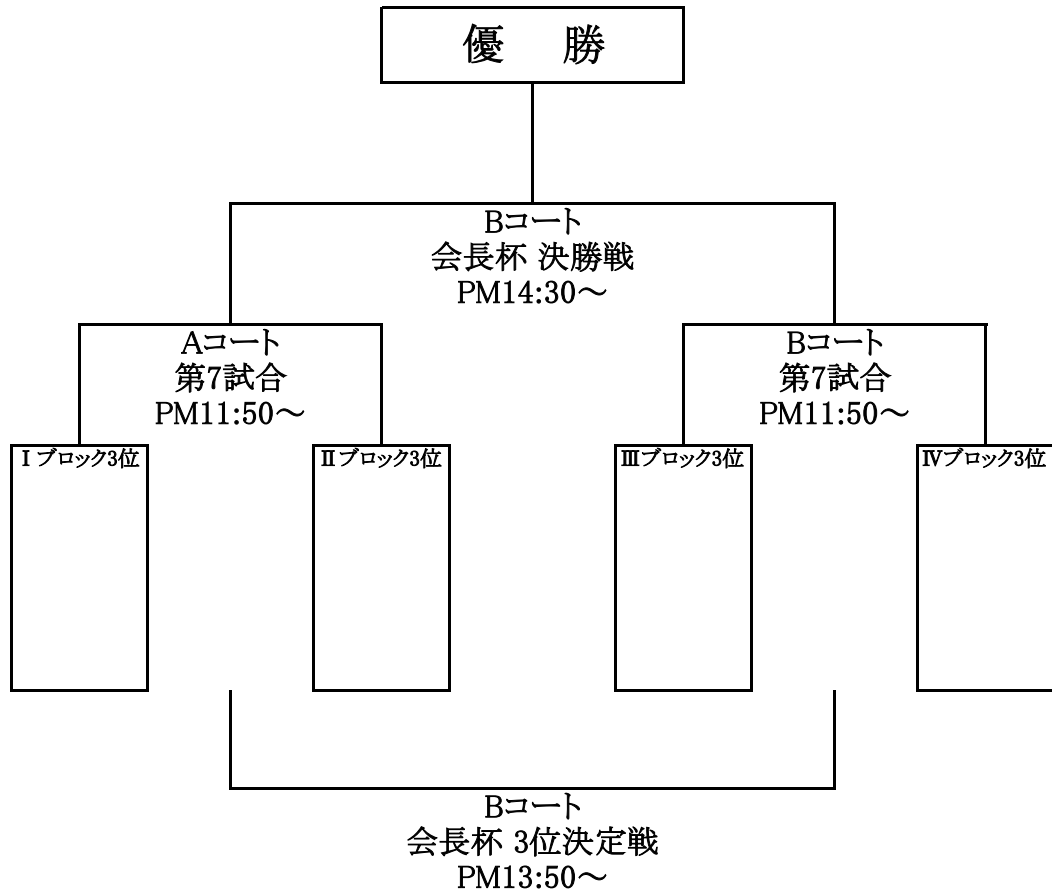 優 勝
Bコート
会長杯 決勝戦
PM14:30～
Aコート
第7試合
PM11:50～
Bコート
第7試合
PM11:50～
Ⅰブロック3位
Ⅱブロック3位
Ⅲブロック3位
Ⅳブロック3位
Bコート
会長杯 3位決定戦
PM13:50～